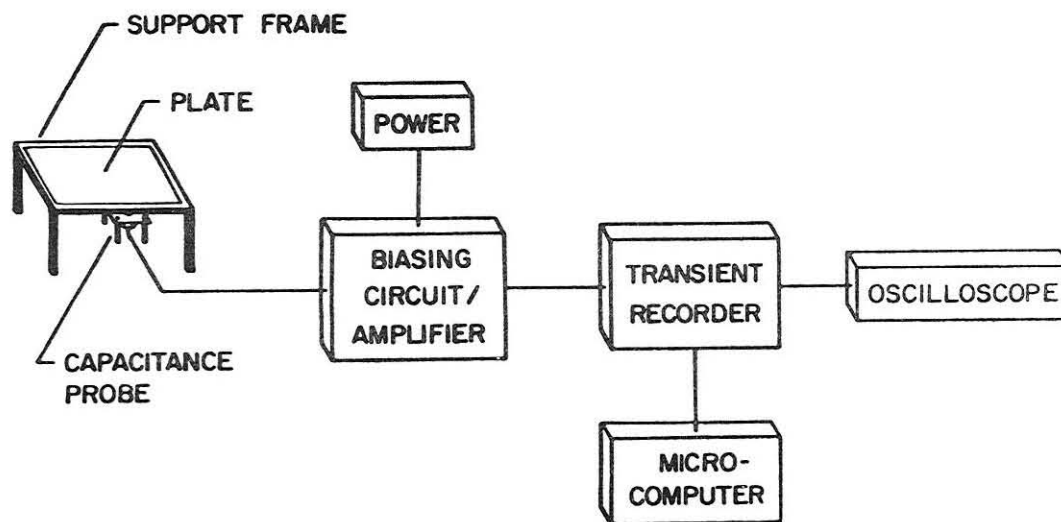 SUPPORT FRAME
PLATE
POWER
BIASING
CIRCUIT/
AMPLIFIER
TRANSIENT
RECORDER
OSCILLOSCOPE
CAPACITANCE
PROBE
MICRO-
COMPUTER